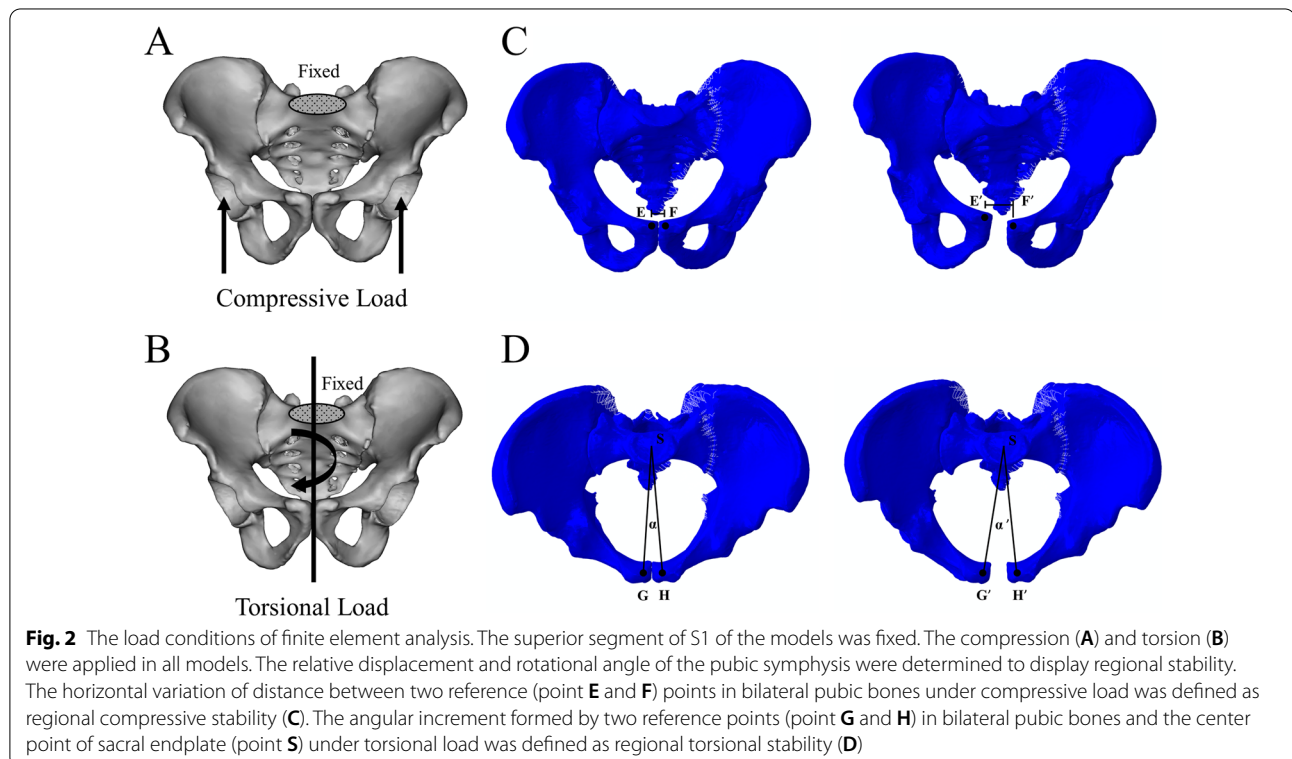 A
Fixed
Compressive Load
C
E
F
E′
F′
B
Fixed
Torsional Load
D
S
α
G H
S
α ′
G′ H′
Fig. 2 The load conditions of finite element analysis. The superior segment of S1 of the models was fixed. The compression (A) and torsion (B)
were applied in all models. The relative displacement and rotational angle of the pubic symphysis were determined to display regional stability.
The horizontal variation of distance between two reference (point E and F) points in bilateral pubic bones under compressive load was defined as
regional compressive stability (C). The angular increment formed by two reference points (point G and H) in bilateral pubic bones and the center
point of sacral endplate (point S) under torsional load was defined as regional torsional stability (D)